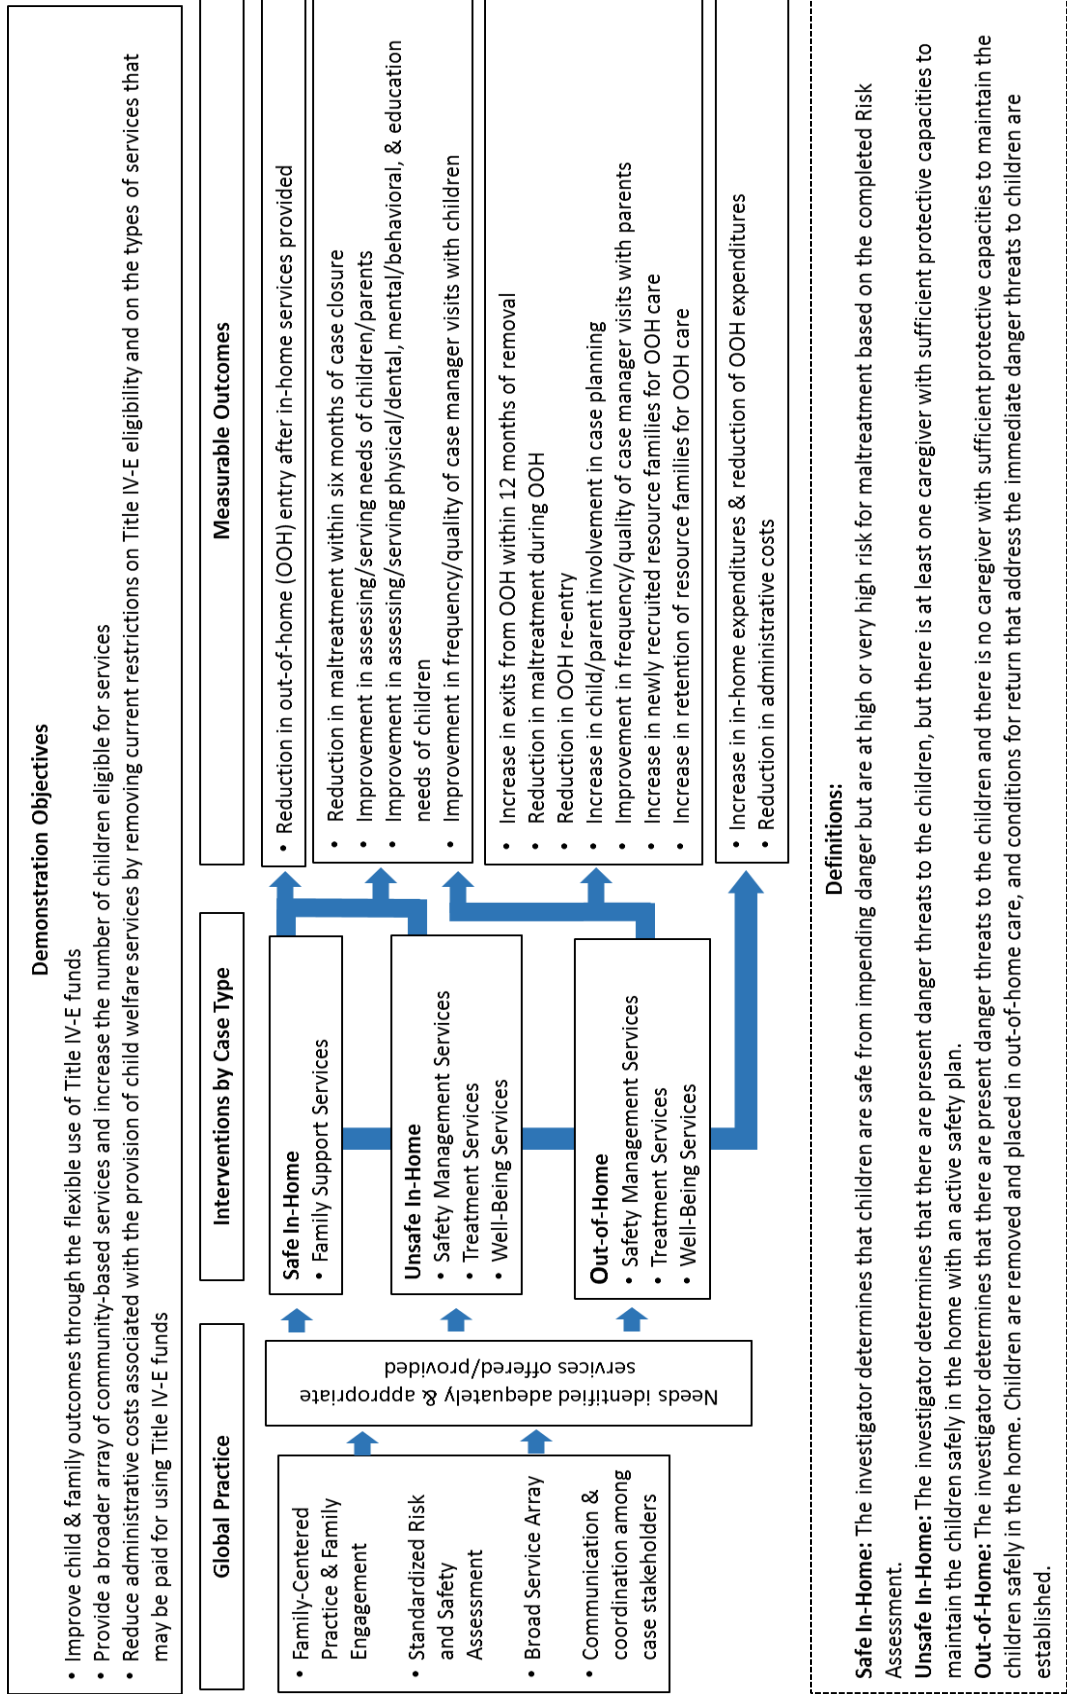 Demonstration Objectives
• Improve child & family outcomes through the flexible use of Title IV-E funds
• Provide a broader array of community-based services and increase the number of children eligible for services
• Reduce administrative costs associated with the provision of child welfare services by removing current restrictions on Title IV-E eligibility and on the types of services that
may be paid for using Title IV-E funds
Global Practice
• Family-Centered
Practice & Family
Engagement
• Standardized Risk
and Safety
Assessment
• Broad Service Array
• Communication &
coordination among
case stakeholders
Needs identified adequately & appropriate
services offered/provided
Interventions by Case Type
Safe In-Home
• Family Support Services
Unsafe In-Home
• Safety Management Services
• Treatment Services
• Well-Being Services
Out-of-Home
• Safety Management Services
• Treatment Services
• Well-Being Services
Measurable Outcomes
• Reduction in out-of-home (OOH) entry after in-home services provided
• Reduction in maltreatment within six months of case closure
• Improvement in assessing/serving needs of children/parents
• Improvement in assessing/serving physical/dental, mental/behavioral, & education
needs of children
• Improvement in frequency/quality of case manager visits with children
• Increase in exits from OOH within 12 months of removal
• Reduction in maltreatment during OOH
• Reduction in OOH re-entry
• Increase in child/parent involvement in case planning
• Improvement in frequency/quality of case manager visits with parents
• Increase in newly recruited resource families for OOH care
• Increase in retention of resource families for OOH care
• Increase in in-home expenditures & reduction of OOH expenditures
• Reduction in administrative costs
Definitions:
Safe In-Home: The investigator determines that children are safe from impending danger but are at high or very high risk for maltreatment based on the completed Risk
Assessment.
Unsafe In-Home: The investigator determines that there are present danger threats to the children, but there is at least one caregiver with sufficient protective capacities to
maintain the children safely in the home with an active safety plan.
Out-of-Home: The investigator determines that there are present danger threats to the children and there is no caregiver with sufficient protective capacities to maintain the
children safely in the home. Children are removed and placed in out-of-home care, and conditions for return that address the immediate danger threats to children are
established.